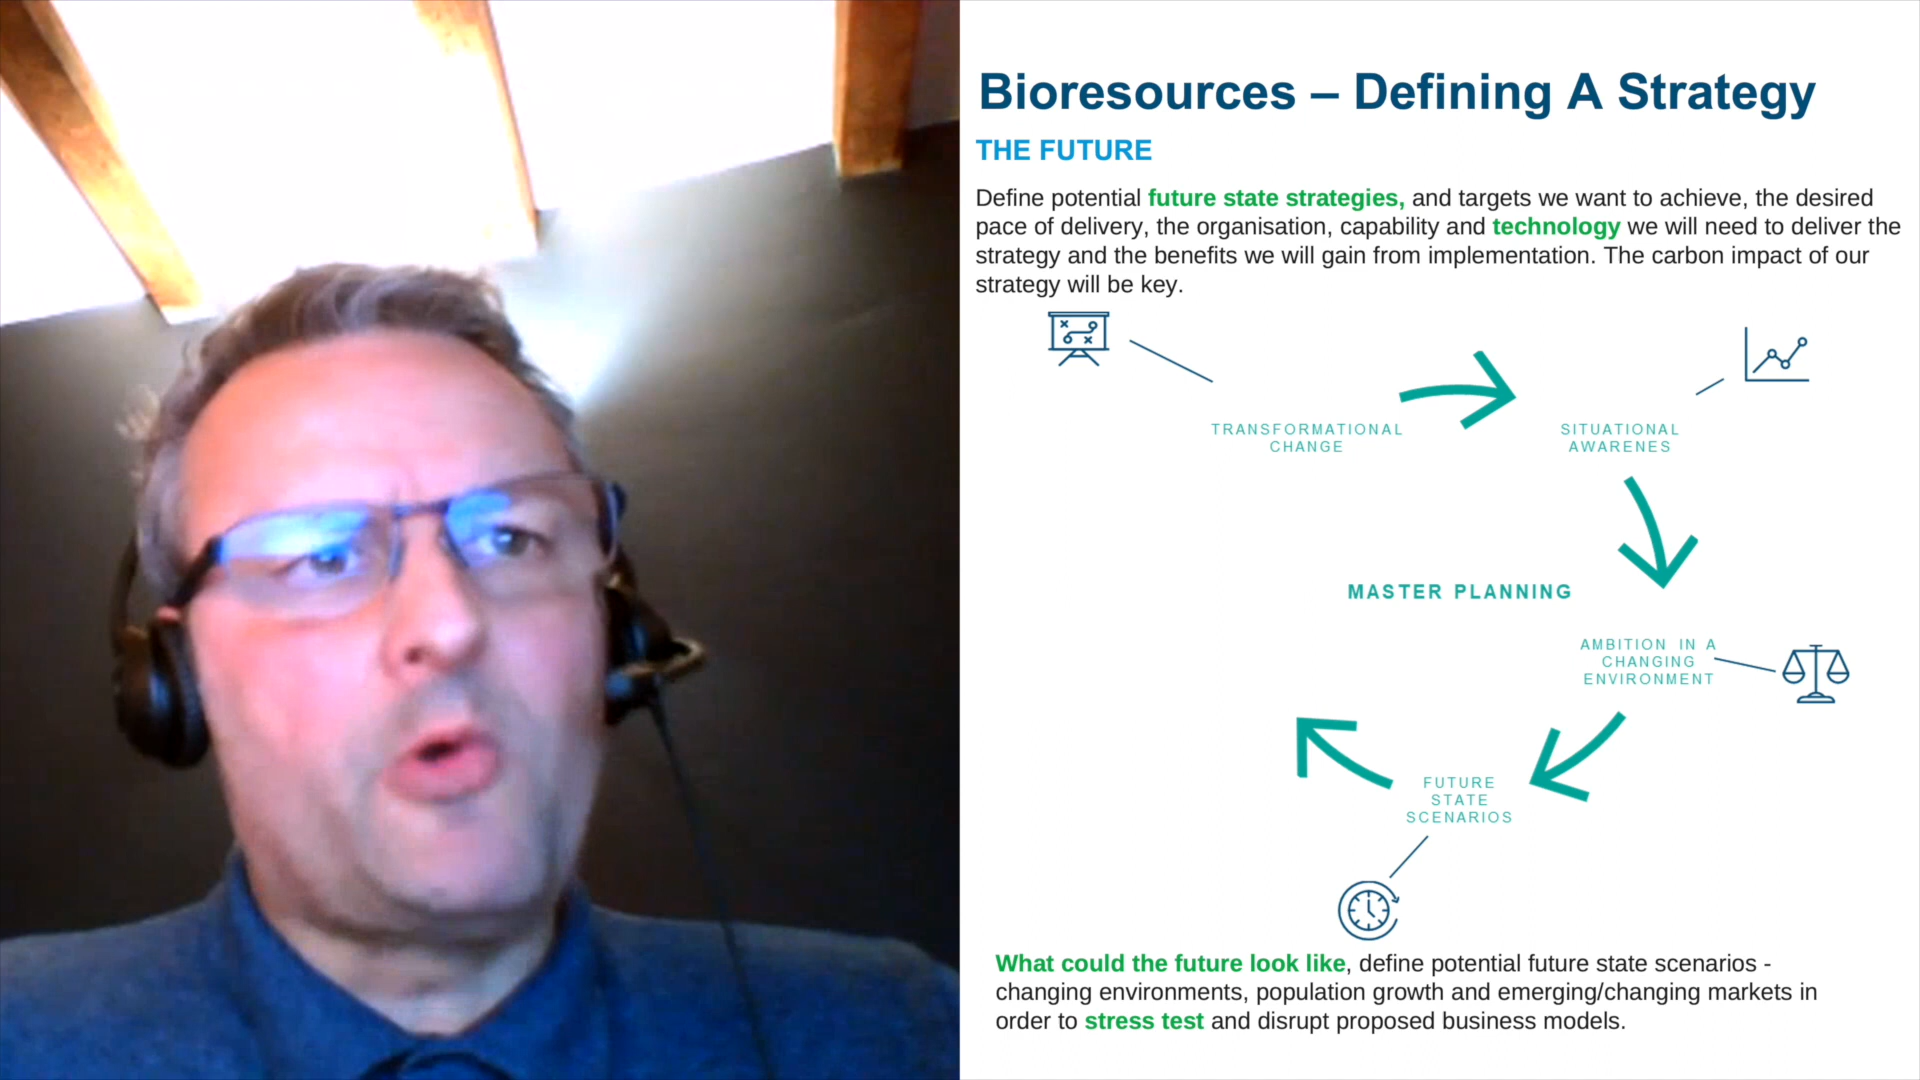 Bioresources – Defining A Strategy
THE FUTURE
Define potential future state strategies, and targets we want to achieve, the desired
pace of delivery, the organisation, capability and technology we will need to deliver the
strategy and the benefits we will gain from implementation. The carbon impact of our
strategy will be key.
TRANSFORMATIONAL
CHANGE
SITUATIONAL
AWARENES
MASTER PLANNING
AMBITION IN A
CHANGING
ENVIRONMENT
FUTURE
STATE
SCENARIOS
What could the future look like, define potential future state scenarios -
changing environments, population growth and emerging/changing markets in
order to stress test and disrupt proposed business models.